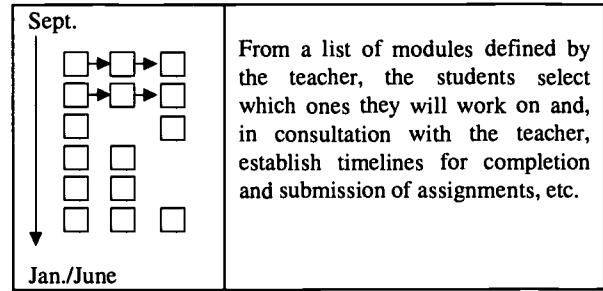 Sept.
From a list of modules defined by
the teacher, the students select
which ones they will work on and,
in consultation with the teacher,
establish timelines for completion
and submission of assignments, etc.
Jan./June